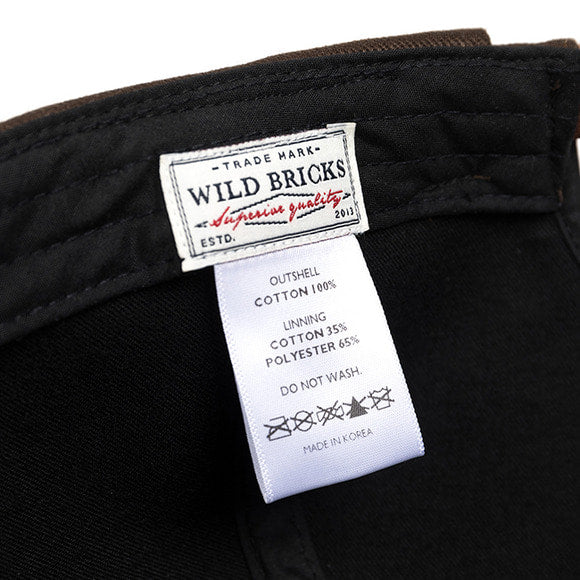 - TRADE MARK -
WILD BRICKS
Superior quality
ESTD. 2013
OUTSHELL
COTTON 100%
LINNING
COTTON 35%
POLYESTER 65%
DO NOT WASH.
MADE IN KOREA